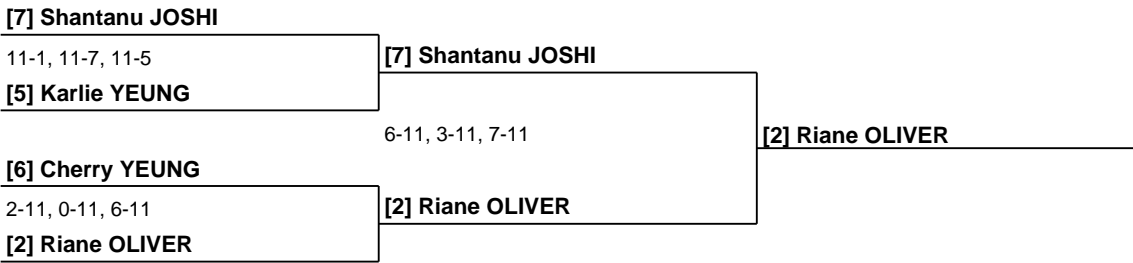 [7] Shantanu JOSHI
11-1, 11-7, 11-5
[7] Shantanu JOSHI
[5] Karlie YEUNG
6-11, 3-11, 7-11
[2] Riane OLIVER
[6] Cherry YEUNG
2-11, 0-11, 6-11
[2] Riane OLIVER
[2] Riane OLIVER